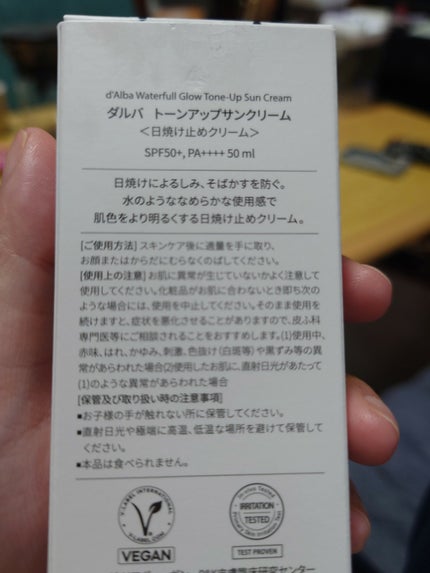 d'Alba Waterfull Glow Tone-Up Sun Cream
ダルバ トーンアップサンクリーム
＜日焼け止めクリーム＞
SPF50+, PA++++ 50 ml
日焼けによるしみ、そばかすを防ぐ。
水のようななめらかな使用感で
肌色をより明るくする日焼け止めクリーム。
[ご使用方法] スキンケア後に適量を手に取り、
お顔またはからだにむらなくのばしてください。
[使用上の注意] お肌に異常が生じていないかよく注意して
使用してください。化粧品がお肌に合わないとき即ち次の
ような場合には、使用を中止してください。そのまま使用を
続けますと、症状を悪化させることがありますので、皮ふ科
専門医等にご相談されることをおすすめします。(1)使用中、
赤味、はれ、かゆみ、刺激、色抜け(白斑等)や黒ずみ等の異
常があらわれた場合(2)使用したお肌に、直射日光があたって
(1)のような異常があらわれた場合
[保管及び取り扱い時の注意事項]
■お子様の手が触れない所に保管してください。
■直射日光や極端に高温、低温な場所を避けて保管して
ください。
■本品は食べられません。
V-LABEL INTERNATIONAL
V-LABEL.COM
VEGAN
IRRITATION
TESTED
TEST PROVEN